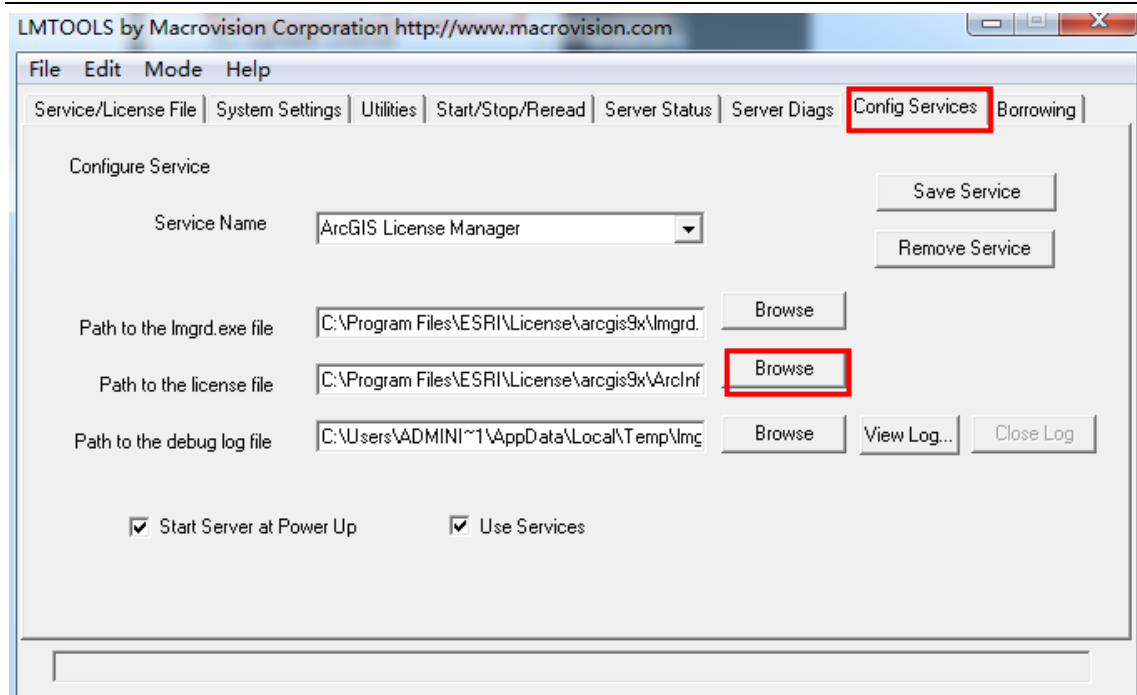 LMTOOLS by Macrovision Corporation http://www.macrovision.com
File Edit Mode Help
Service/License File System Settings Utilities Start/Stop/Reread Server Status Server Diags Config Services Borrowing
Configure Service
Save Service
Service Name ArcGIS License Manager
Remove Service
Path to the lmgrd.exe file C:\Program Files\ESRI\License\arcgis9x\lmgrd. Browse
Path to the license file C:\Program Files\ESRI\License\arcgis9x\ArcInf Browse
Path to the debug log file C:\Users\ADMINI~1\AppData\Local\Temp\lmg Browse View Log... Close Log
Start Server at Power Up Use Services